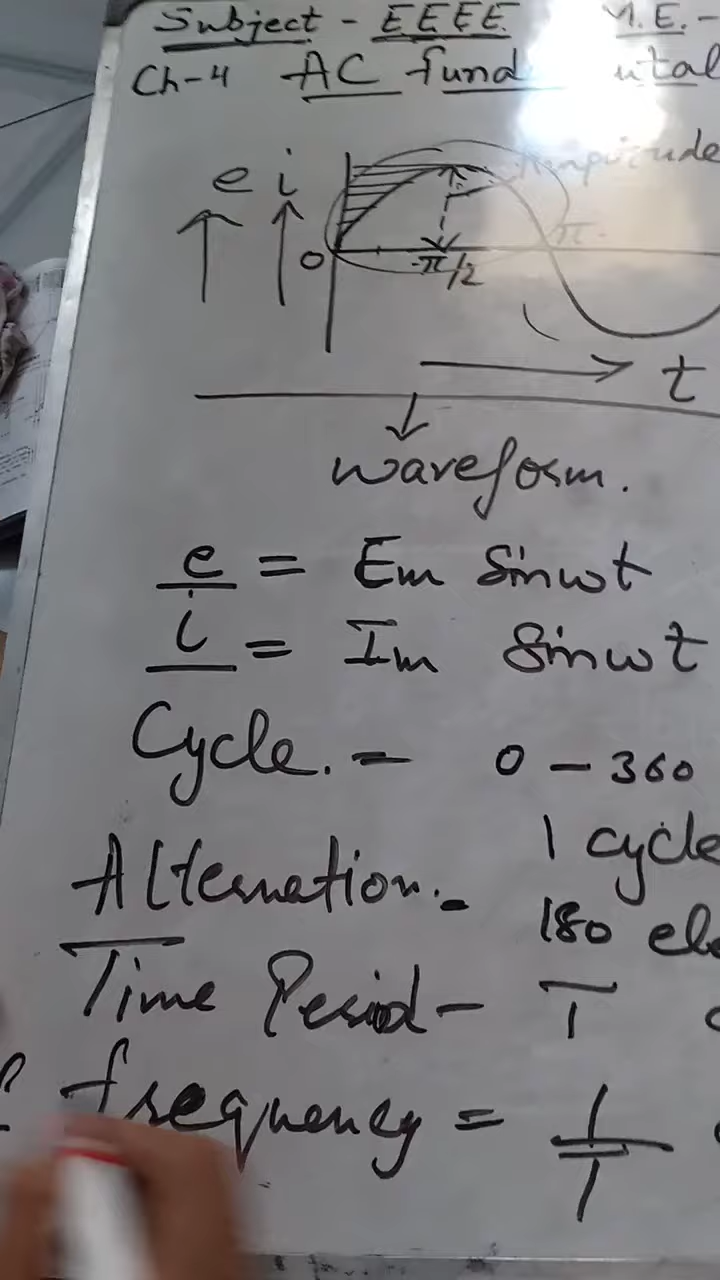 Subject - EEEE M.E. -
Ch-4 AC fund
e i
0 π/2 π
t
waveform.
e = Em Sinwt
i = Im Sinwt
Cycle. - 0 - 360
1 cycle
Alternation. -
180
Time Period - T
frequency = 1/T